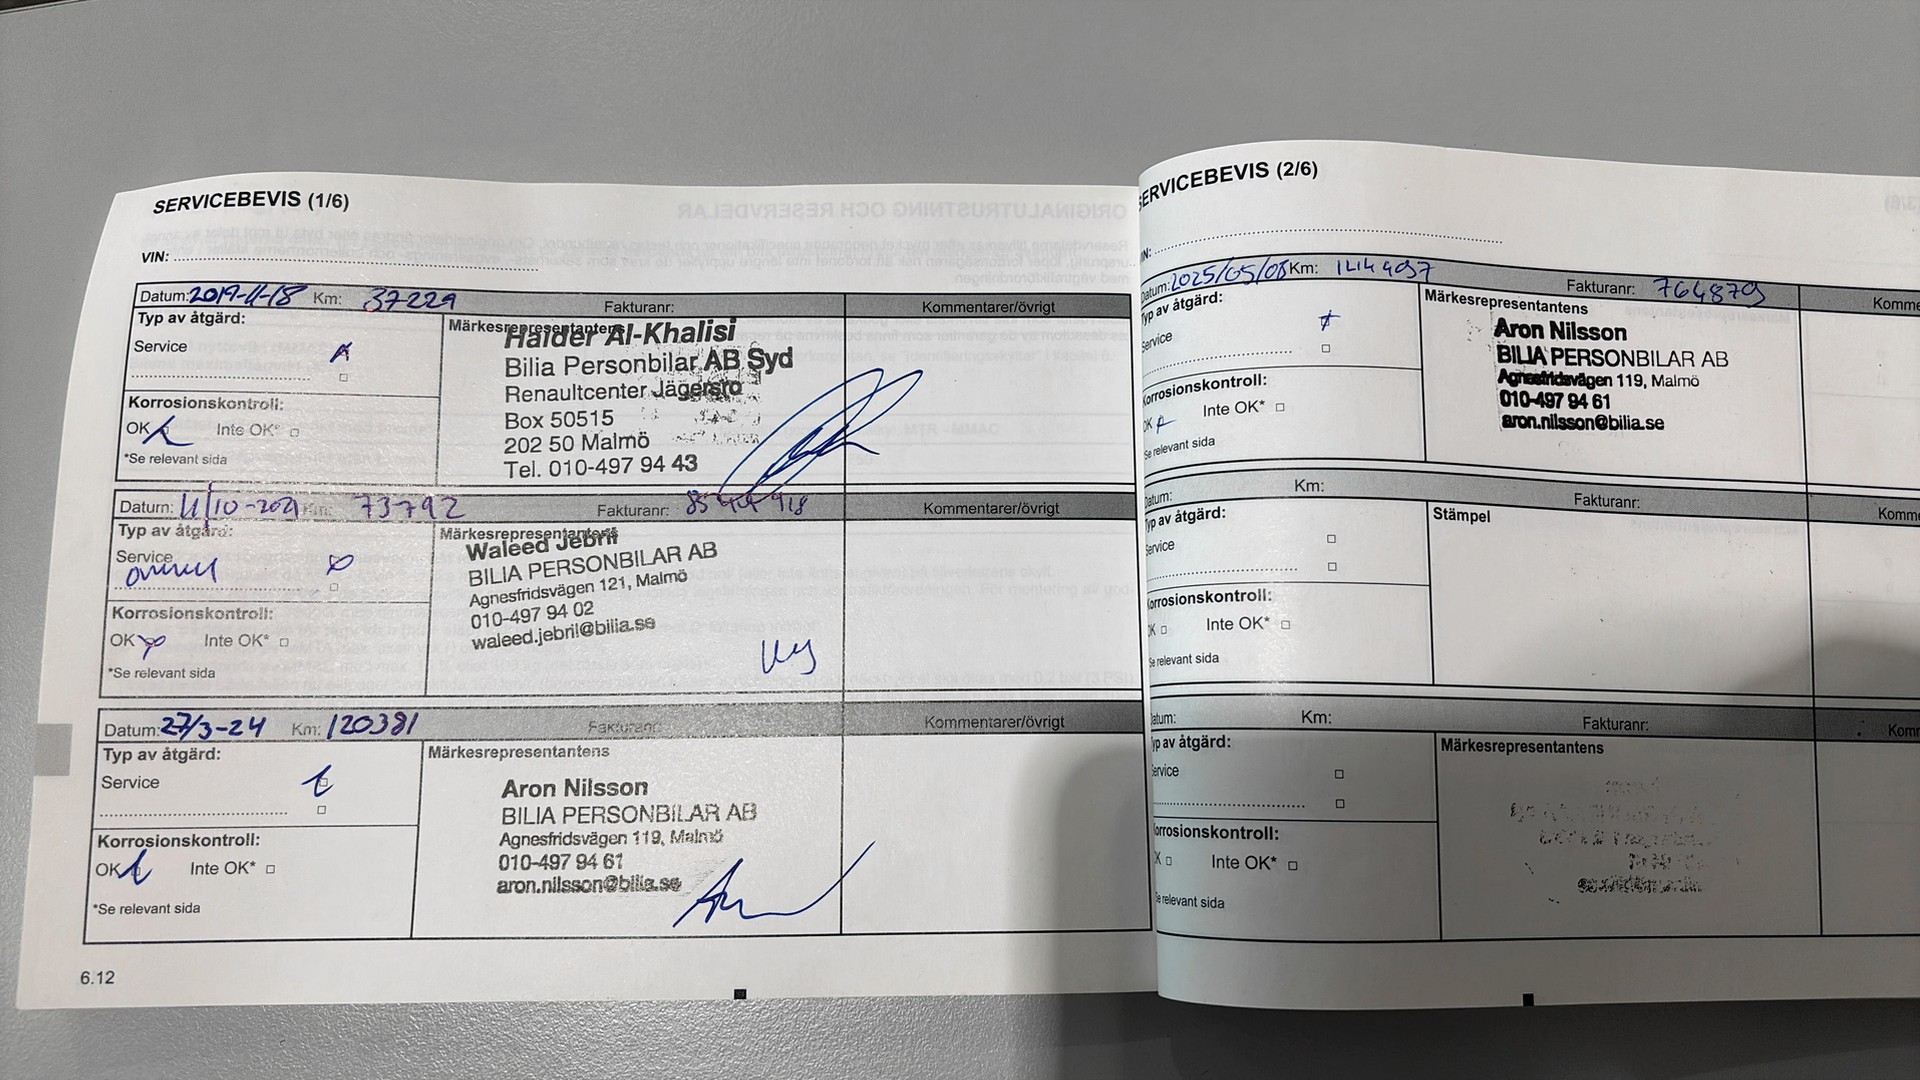 SERVICEBEVIS (1/6)
VIN:
Datum: 2019-11-18 Km: 37229 Fakturanr: Kommentarer/övrigt
Typ av åtgärd:
Service
Märkesrepresentantens
Haider Al-Khalisi
Bilia Personbilar AB Syd
Renaultcenter Jägersro
Box 50515
202 50 Malmö
Tel. 010-497 94 43
Korrosionskontroll:
OK Inte OK*
*Se relevant sida
Datum: 11/10-2021 Km: 73792 Fakturanr: Kommentarer/övrigt
Typ av åtgärd:
Service
Märkesrepresentantens
Waleed Jebril
BILIA PERSONBILAR AB
Agnesfridsvägen 121, Malmö
010-497 94 02
waleed.jebril@bilia.se
Korrosionskontroll:
OK Inte OK*
*Se relevant sida
Datum: 27/3-24 Km: 120381 Fakturanr: Kommentarer/övrigt
Typ av åtgärd:
Service
Märkesrepresentantens
Aron Nilsson
BILIA PERSONBILAR AB
Agnesfridsvägen 119, Malmö
010-497 94 61
aron.nilsson@bilia.se
Korrosionskontroll:
OK Inte OK*
*Se relevant sida
6.12
SERVICEBEVIS (2/6)
VIN:
Datum: 2025/05/08 Km: Fakturanr: 764879 Komme
Typ av åtgärd:
Service
Märkesrepresentantens
Aron Nilsson
BILIA PERSONBILAR AB
Agnesfridsvägen 119, Malmö
010-497 94 61
aron.nilsson@bilia.se
Korrosionskontroll:
OK Inte OK*
Se relevant sida
Datum: Km: Fakturanr: Komme
Typ av åtgärd:
Service
Stämpel
Korrosionskontroll:
OK Inte OK*
Se relevant sida
Datum: Km: Fakturanr: Komm
Typ av åtgärd:
Service
Märkesrepresentantens
Korrosionskontroll:
OK Inte OK*
Se relevant sida